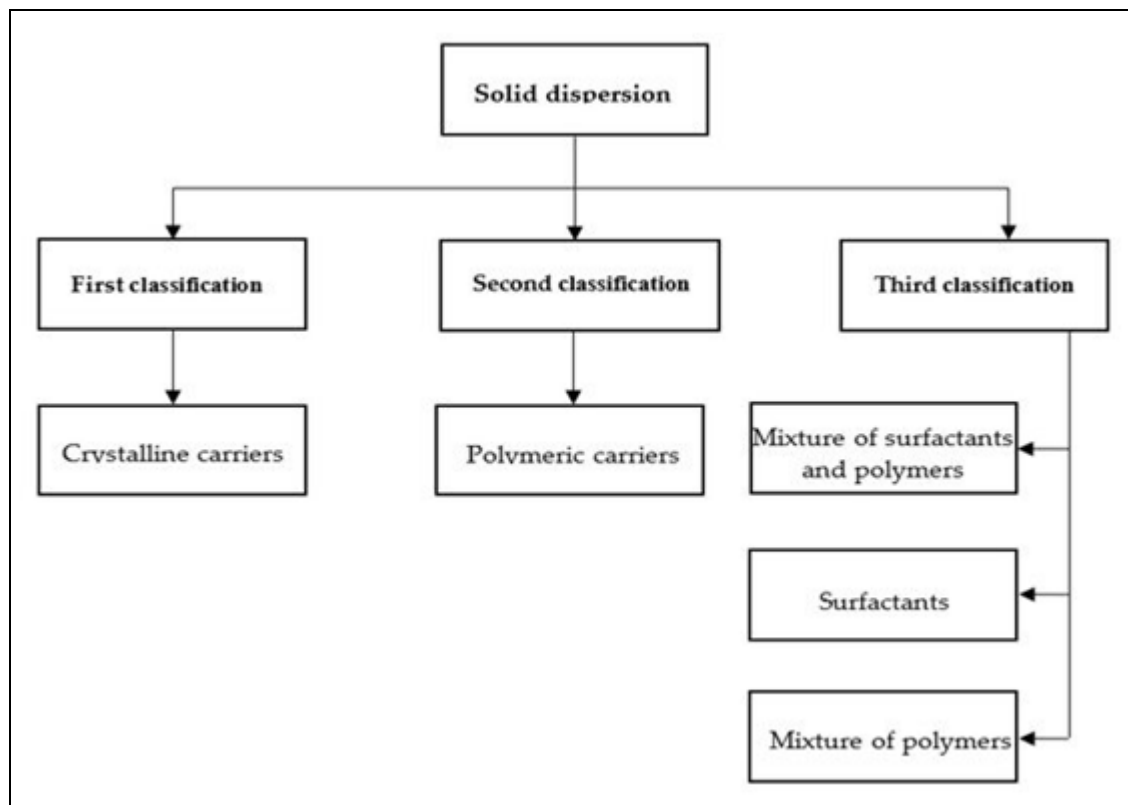 Solid dispersion
First classification
Second classification
Third classification
Crystalline carriers
Polymeric carriers
Mixture of surfactants
and polymers
Surfactants
Mixture of polymers